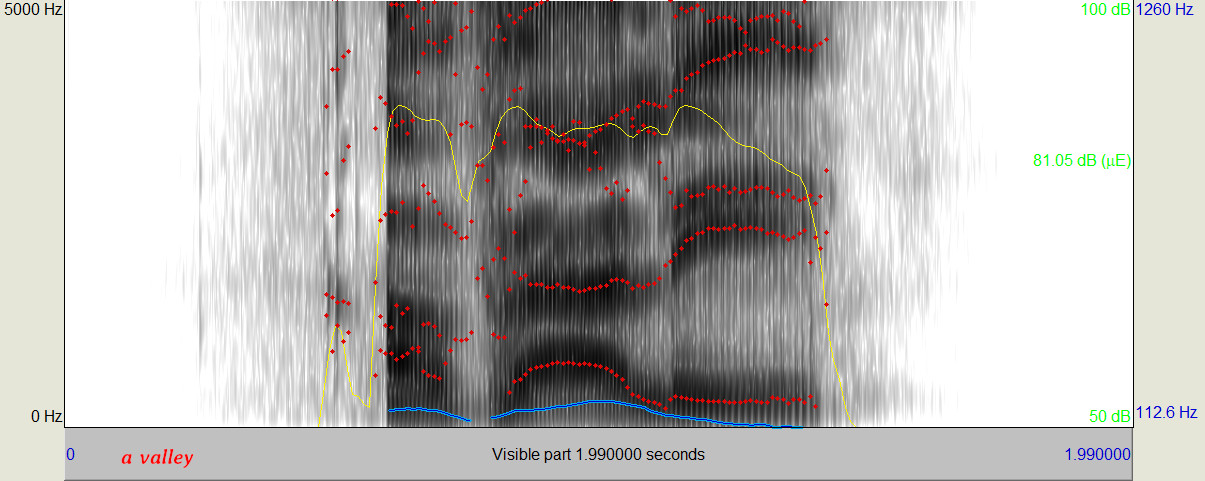 5000 Hz 100 dB 1260 Hz
81.05 dB (µE)
0 Hz 50 dB 112.6 Hz
0 a valley Visible part 1.990000 seconds 1.990000